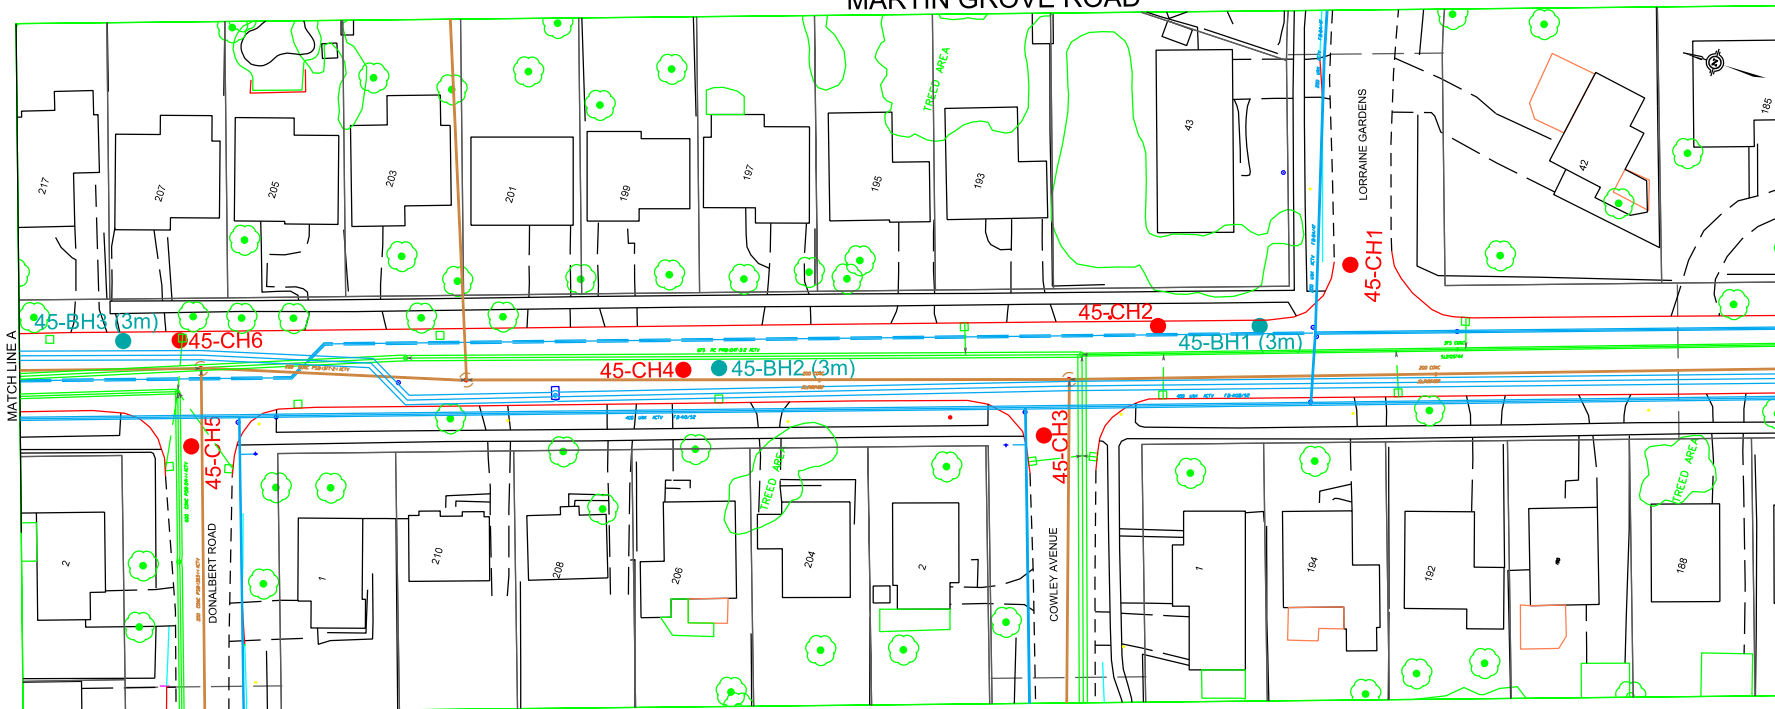 MARTIN GROVE ROAD
TREED AREA
LORRAINE GARDENS
217
207
205
203
201
199
197
195
193
43
42
185
N
45-CH1
45-CH2
45-BH1 (3m)
45-BH3 (3m)
45-CH6
45-CH4
45-BH2 (3m)
MATCH LINE A
45-CH5
45-CH3
TREED AREA
TREED AREA
DONALBERT ROAD
COWLEY AVENUE
2
1
210
208
206
204
2
1
194
192
188